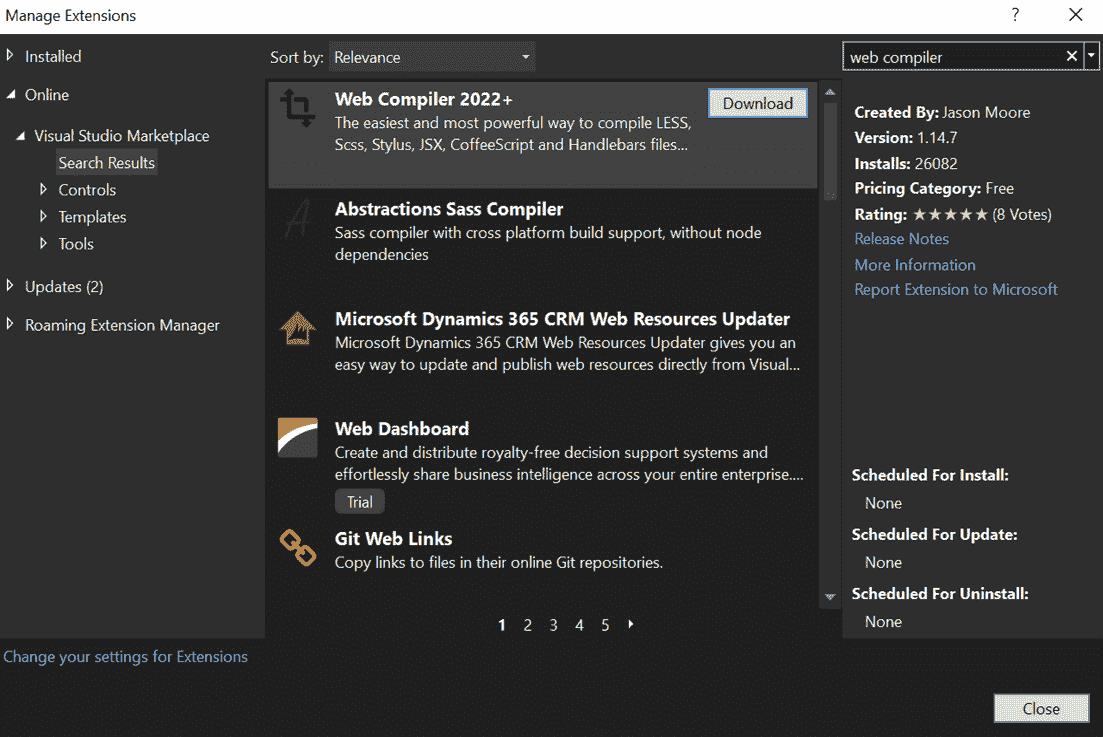 Manage Extensions
?
Installed
Online
Visual Studio Marketplace
Search Results
Controls
Templates
Tools
Updates (2)
Roaming Extension Manager
Sort by: Relevance
Web Compiler 2022+
Download
The easiest and most powerful way to compile LESS,
Scss, Stylus, JSX, CoffeeScript and Handlebars files...
Abstractions Sass Compiler
Sass compiler with cross platform build support, without node
dependencies
Microsoft Dynamics 365 CRM Web Resources Updater
Microsoft Dynamics 365 CRM Web Resources Updater gives you an
easy way to update and publish web resources directly from Visual...
Web Dashboard
Create and distribute royalty-free decision support systems and
effortlessly share business intelligence across your entire enterprise....
Trial
Git Web Links
Copy links to files in their online Git repositories.
1 2 3 4 5
web compiler
Created By: Jason Moore
Version: 1.14.7
Installs: 26082
Pricing Category: Free
Rating: ★★★★★ (8 Votes)
Release Notes
More Information
Report Extension to Microsoft
Scheduled For Install:
None
Scheduled For Update:
None
Scheduled For Uninstall:
None
Change your settings for Extensions
Close